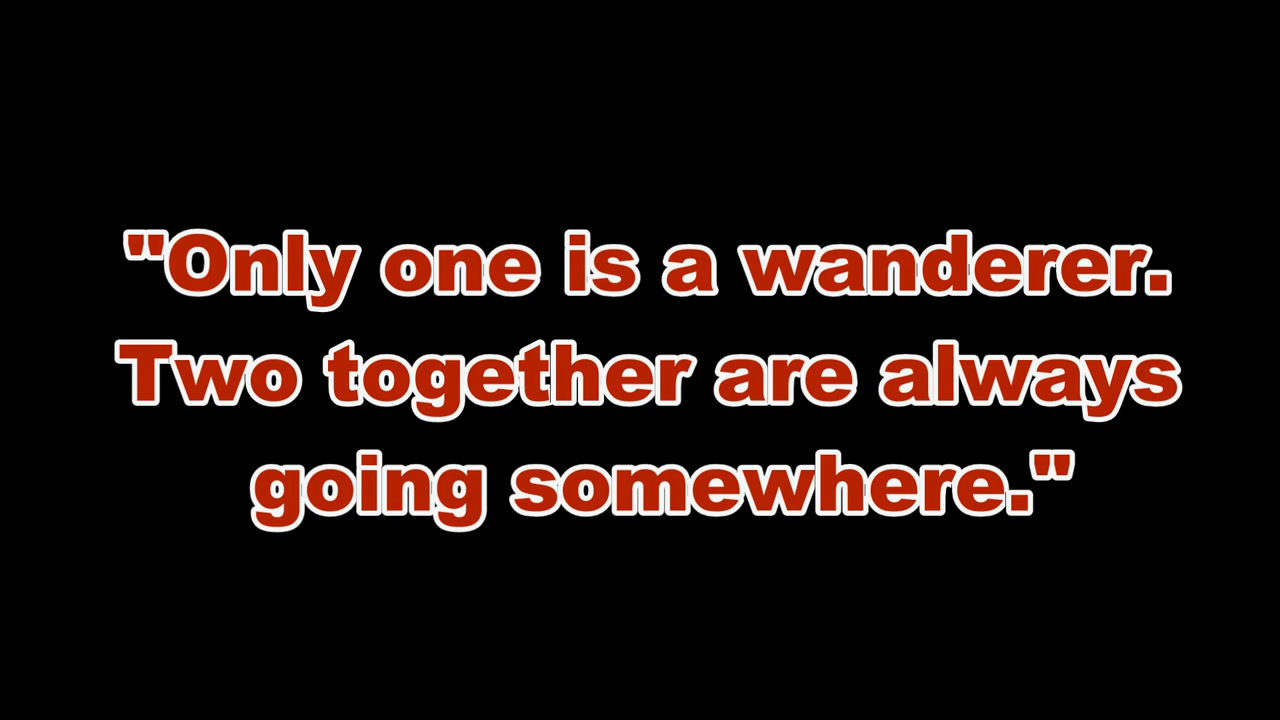 "Only one is a wanderer.
Two together are always
going somewhere."